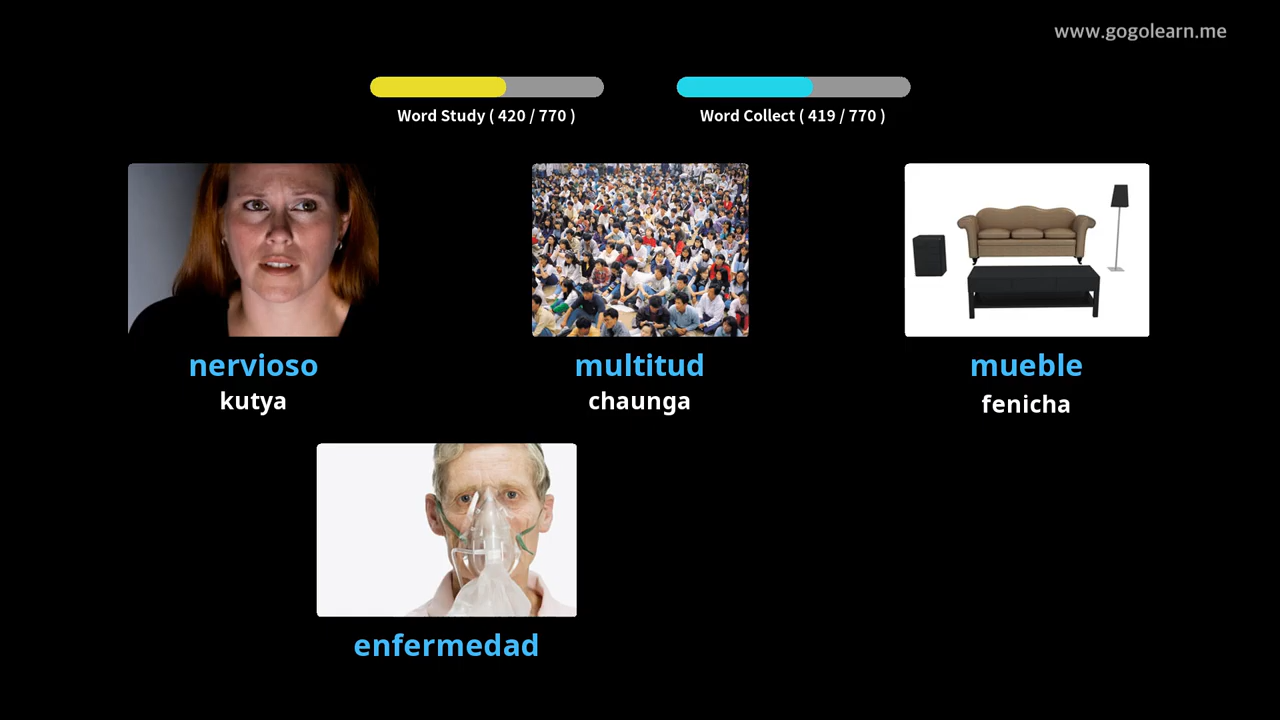 www.gogolearn.me
Word Study ( 420 / 770 )
Word Collect ( 419 / 770 )
nervioso
kutya
multitud
chaunga
mueble
fenicha
enfermedad